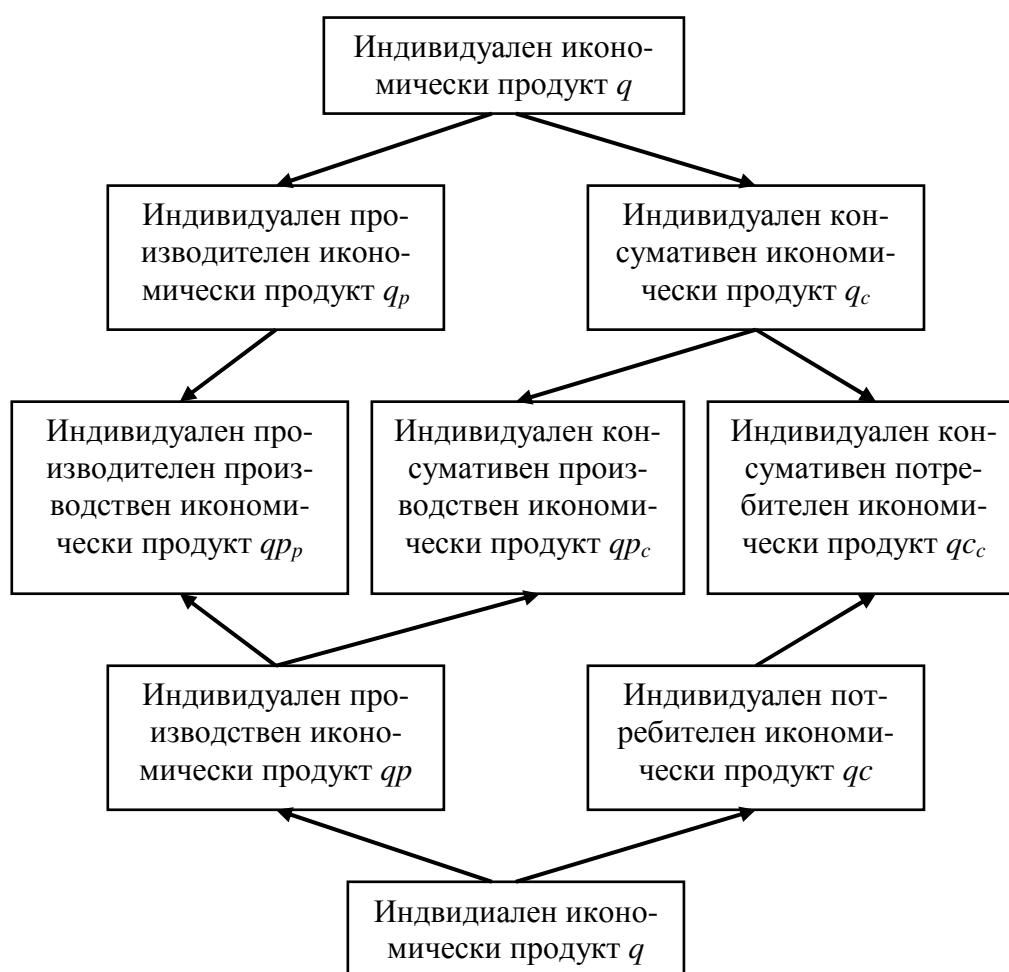 Индивидуален иконо-
мически продукт q
Индивидуален про-
изводителен иконо-
мически продукт qp
Индивидуален кон-
сумативен икономи-
чески продукт qc
Индивидуален про-
изводителен произ-
водствен икономи-
чески продукт qpp
Индивидуален кон-
сумативен произ-
водствен икономи-
чески продукт qpc
Индивидуален кон-
сумативен потре-
бителен икономи-
чески продукт qcc
Индивидуален про-
изводствен иконо-
мически продукт qp
Индивидуален пот-
ребителен икономи-
чески продукт qc
Индвидиален иконо-
мически продукт q